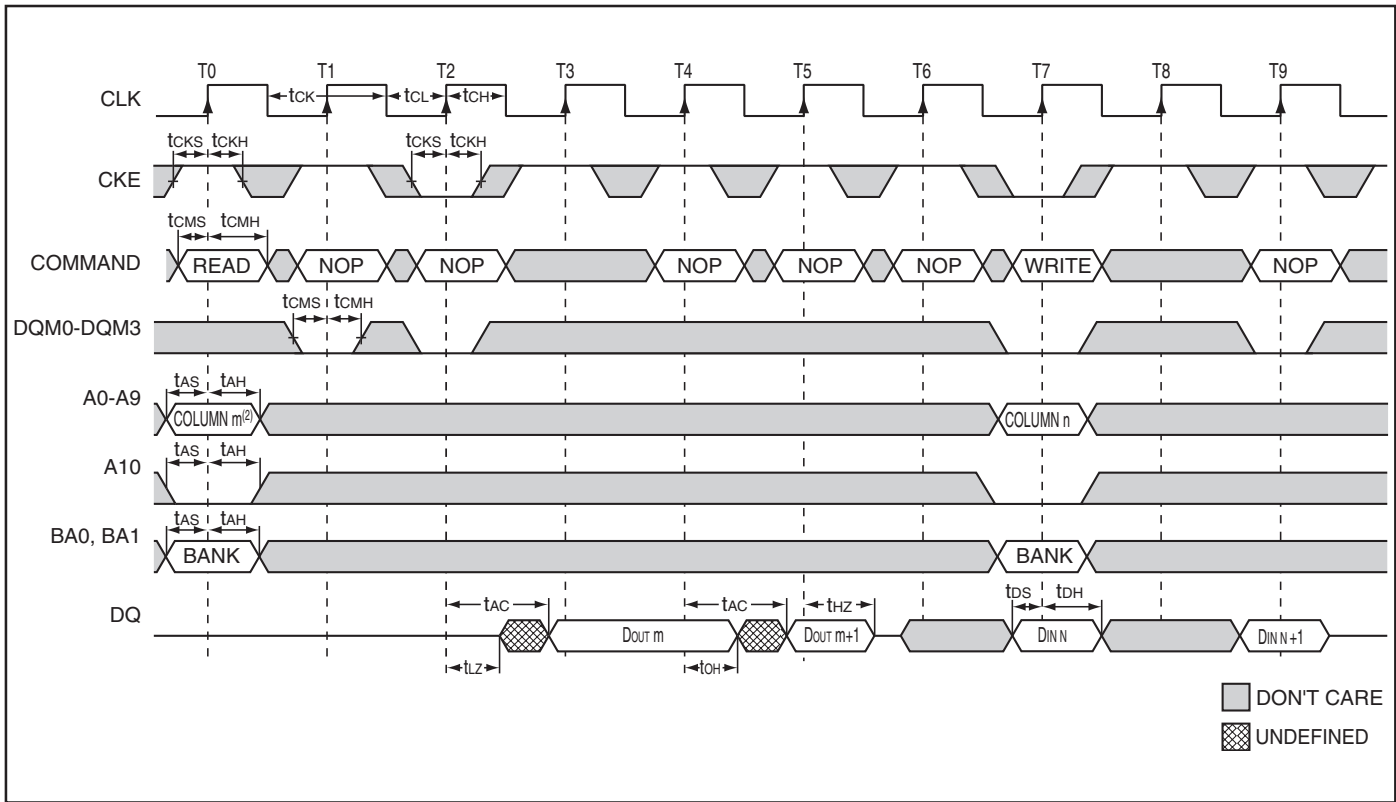 T0 T1 T2 T3 T4 T5 T6 T7 T8 T9
CLK tCK tCL tCH
tCKS tCKH tCKS tCKH
CKE
tCMS tCMH
COMMAND READ NOP NOP NOP NOP NOP WRITE NOP
tCMS tCMH
DQM0-DQM3
tAS tAH
A0-A9 COLUMN m(2) COLUMN n
tAS tAH
A10
tAS tAH
BA0, BA1 BANK BANK
tAC tAC tHZ tDS tDH
DQ DOUT m DOUT m+1 DIN N DIN N+1
tLZ tOH
DON'T CARE
UNDEFINED